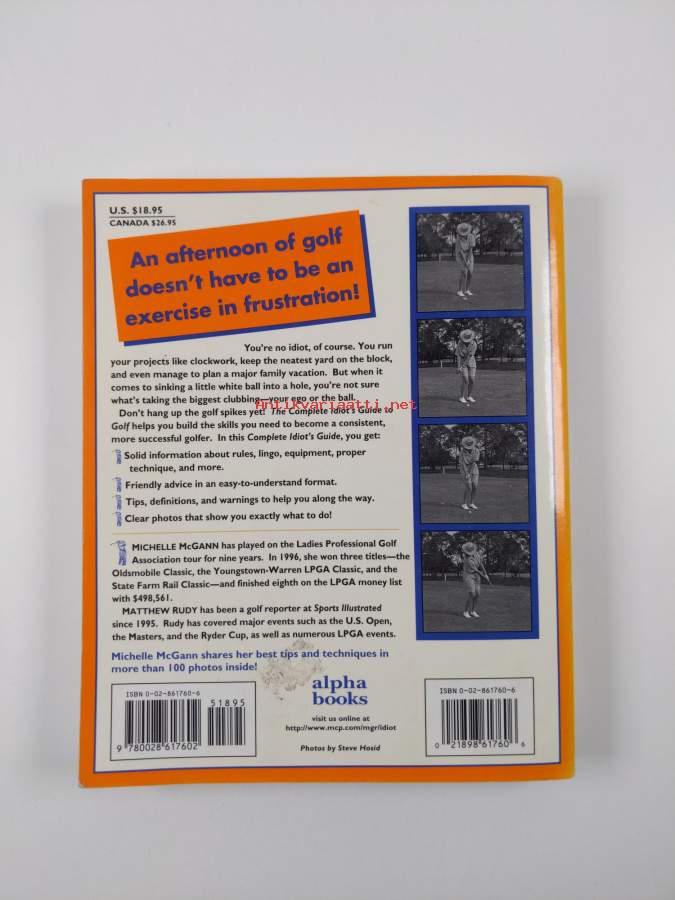 U.S. $18.95
CANADA $26.95
An afternoon of golf
doesn't have to be an
exercise in frustration!
You're no idiot, of course. You run
your projects like clockwork, keep the neatest yard on the block,
and even manage to plan a major family vacation. But when it
comes to sinking a little white ball into a hole, you're not sure
what's taking the biggest clubbing—your ego or the ball.
Antikvariaatti.net
Don't hang up the golf spikes yet! The Complete Idiot's Guide to
Golf helps you build the skills you need to become a consistent,
more successful golfer. In this Complete Idiot's Guide, you get:
Solid information about rules, lingo, equipment, proper
technique, and more.
Friendly advice in an easy-to-understand format.
Tips, definitions, and warnings to help you along the way.
Clear photos that show you exactly what to do!
MICHELLE McGANN has played on the Ladies Professional Golf
Association tour for nine years. In 1996, she won three titles—the
Oldsmobile Classic, the Youngstown-Warren LPGA Classic, and the
State Farm Rail Classic—and finished eighth on the LPGA money list
with $498,561.
MATTHEW RUDY has been a golf reporter at Sports Illustrated
since 1995. Rudy has covered major events such as the U.S. Open,
the Masters, and the Ryder Cup, as well as numerous LPGA events.
Michelle McGann shares her best tips and techniques in
more than 100 photos inside!
alpha
books
visit us online at
http://www.mcp.com/mgr/idiot
Photos by Steve Hosid
ISBN 0-02-861760-6
51895
9 780028 617602
ISBN 0-02-861760-6
0 21898 61760 6